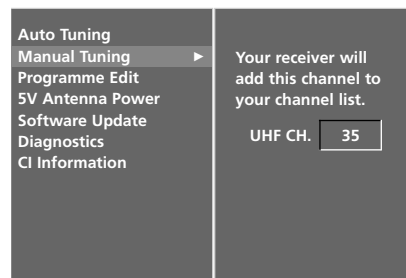 Auto Tuning
Manual Tuning ►
Programme Edit
5V Antenna Power
Software Update
Diagnostics
CI Information
Your receiver will
add this channel to
your channel list.
UHF CH. 35